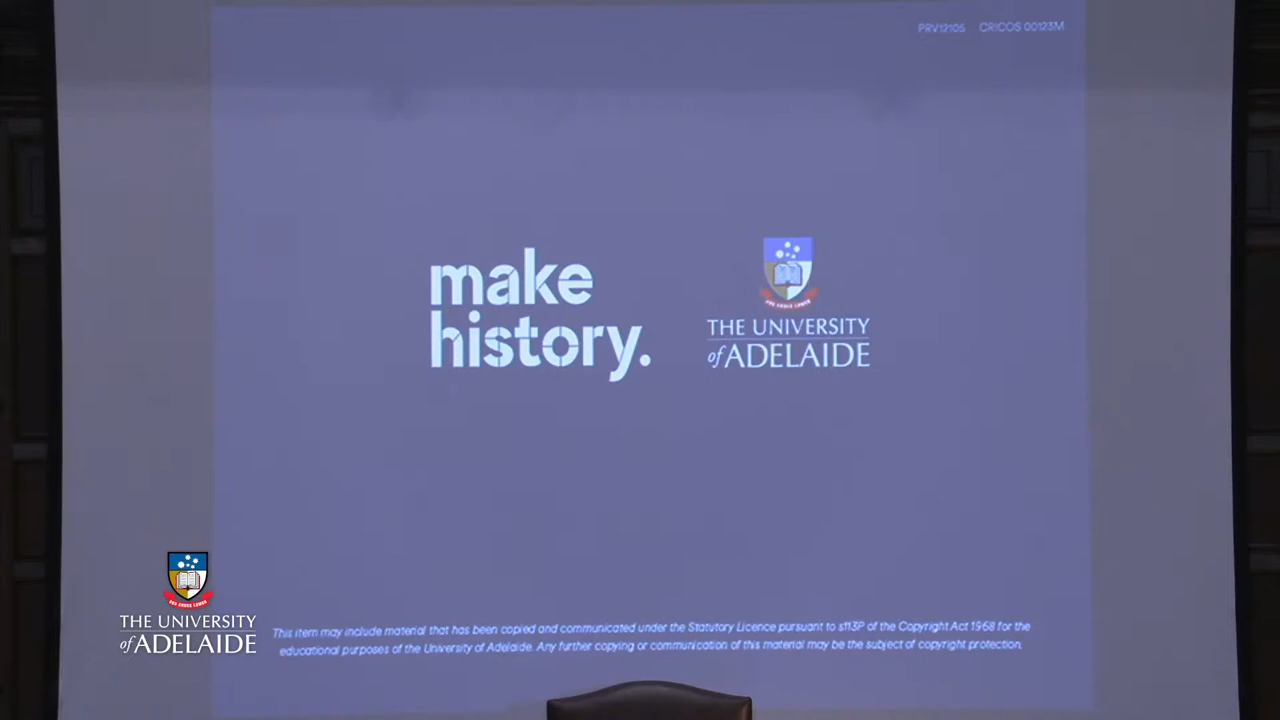 PRV12105 CRICOS 00123M
make
history.
THE UNIVERSITY
of ADELAIDE
THE UNIVERSITY
of ADELAIDE
This item may include material that has been copied and communicated under the Statutory Licence pursuant to s113P of the Copyright Act 1968 for the
educational purposes of the University of Adelaide. Any further copying or communication of this material may be the subject of copyright protection.